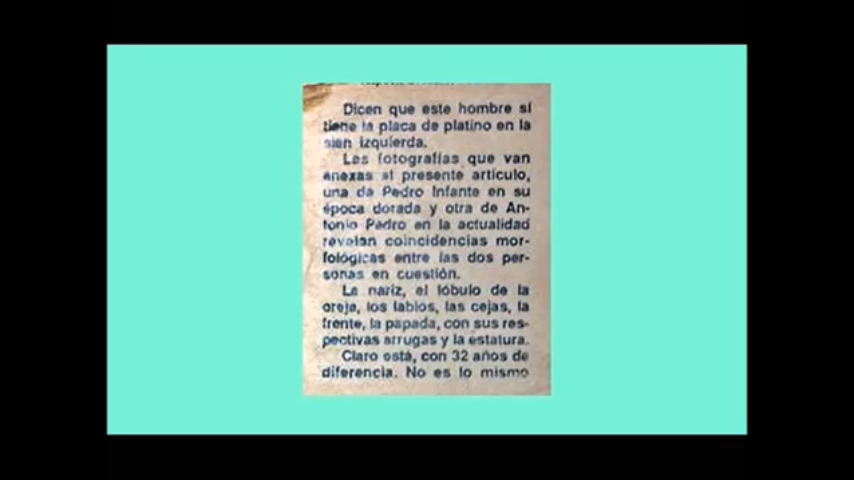 Dicen que este hombre si
tiene la placa de platino en la
sien izquierda.
Las fotografías que van
anexas al presente artículo,
una de Pedro Infante en su
época dorada y otra de An-
tonio Pedro en la actualidad
revelan coincidencias mor-
fológicas entre las dos per-
sonas en cuestión.
La nariz, el lóbulo de la
oreja, los labios, las cejas, la
frente, la papada, con sus res-
pectivas arrugas y la estatura.
Claro está, con 32 años de
diferencia. No es lo mismo